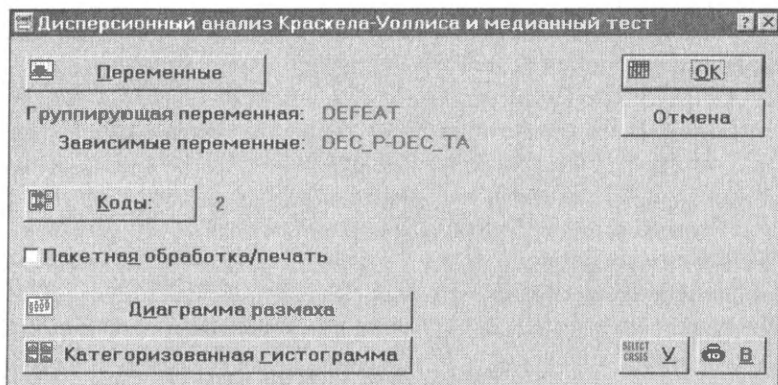 Дисперсионный анализ Краскела-Уоллиса и медианный тест
Переменные
OK
Группирующая переменная: DEFEAT
Отмена
Зависимые переменные: DEC_P-DEC_TA
Коды: 2
Пакетная обработка/печать
Диаграмма размаха
Категоризованная гистограмма
SELECT CASES У
В